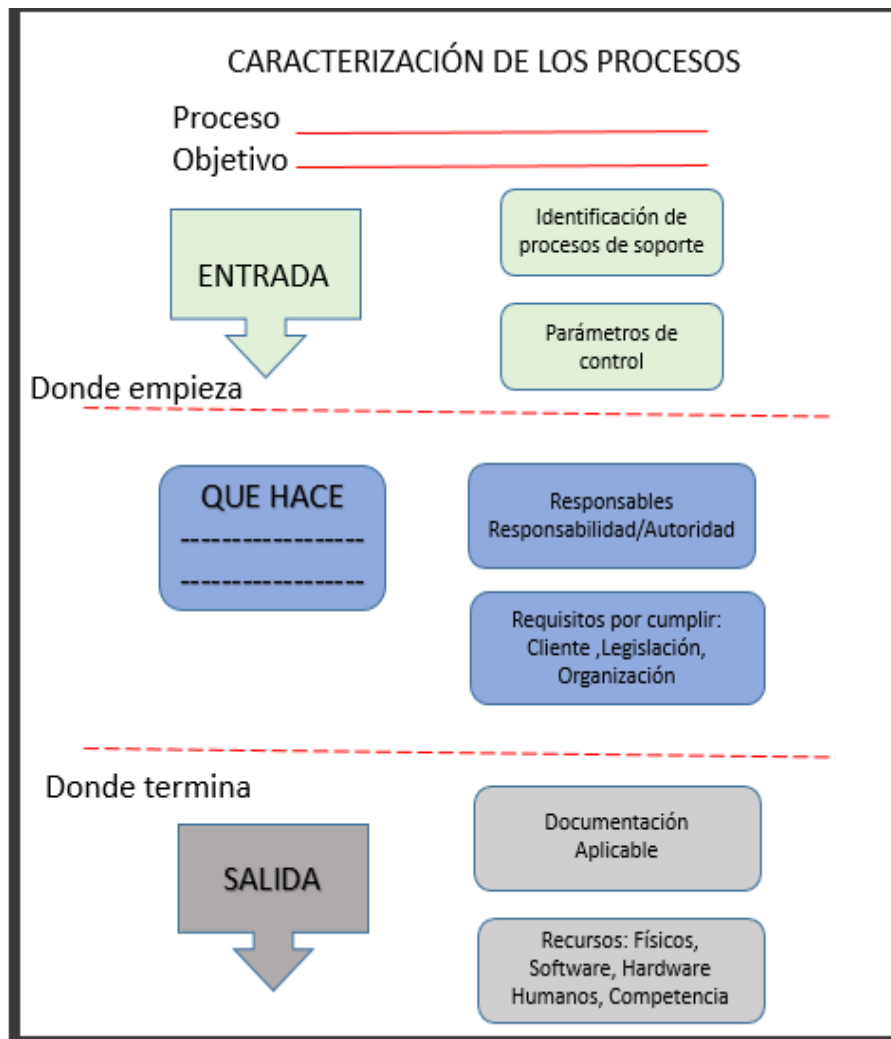 CARACTERIZACIÓN DE LOS PROCESOS
Proceso
Objetivo
ENTRADA
Identificación de
procesos de soporte
Parámetros de
control
Donde empieza
QUE HACE
Responsables
Responsabilidad/Autoridad
Requisitos por cumplir:
Cliente ,Legislación,
Organización
Donde termina
SALIDA
Documentación
Aplicable
Recursos: Físicos,
Software, Hardware
Humanos, Competencia